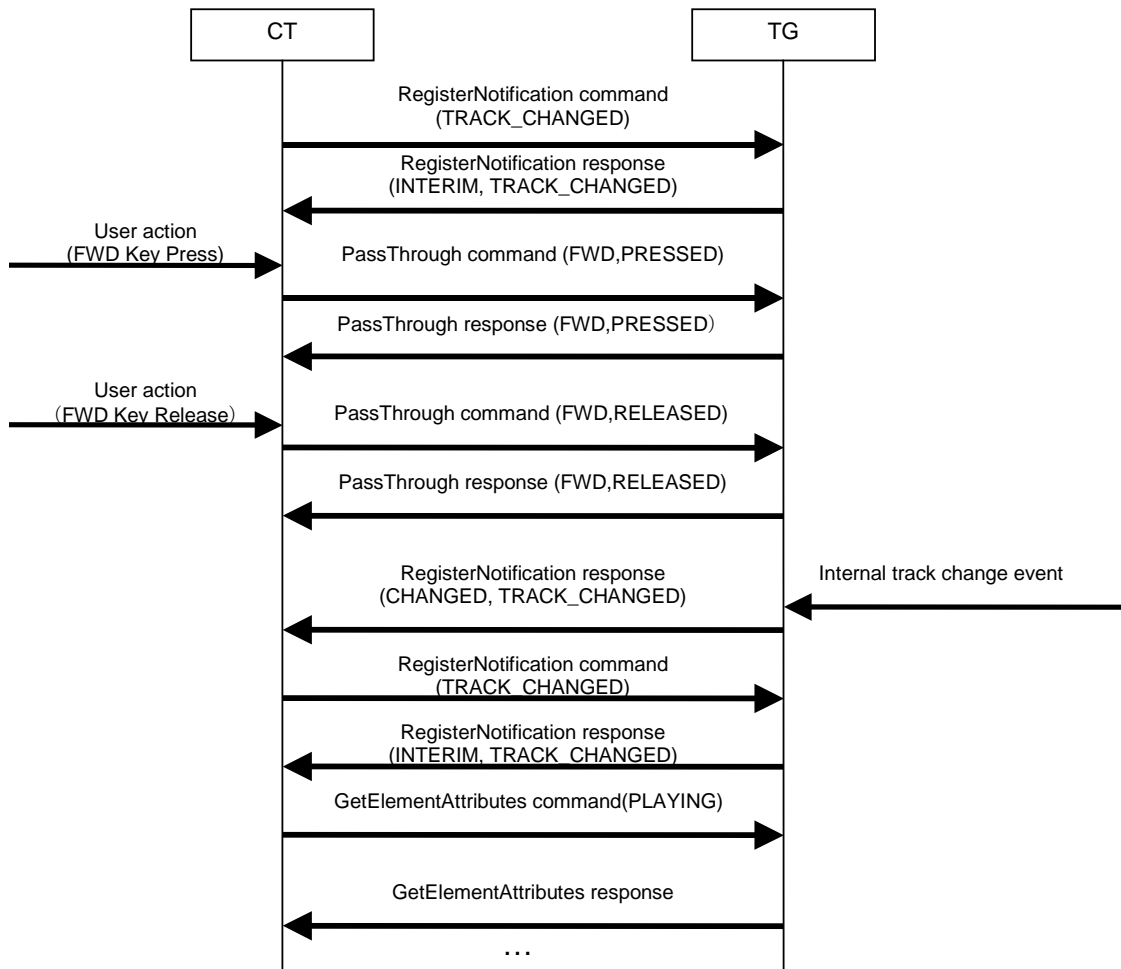 CT
TG
RegisterNotification command
(TRACK_CHANGED)
RegisterNotification response
(INTERIM, TRACK_CHANGED)
User action
(FWD Key Press)
PassThrough command (FWD,PRESSED)
PassThrough response (FWD,PRESSED）
User action
（FWD Key Release）
PassThrough command (FWD,RELEASED)
PassThrough response (FWD,RELEASED)
RegisterNotification response
(CHANGED, TRACK_CHANGED)
Internal track change event
RegisterNotification command
(TRACK_CHANGED)
RegisterNotification response
(INTERIM, TRACK_CHANGED)
GetElementAttributes command(PLAYING)
GetElementAttributes response
...